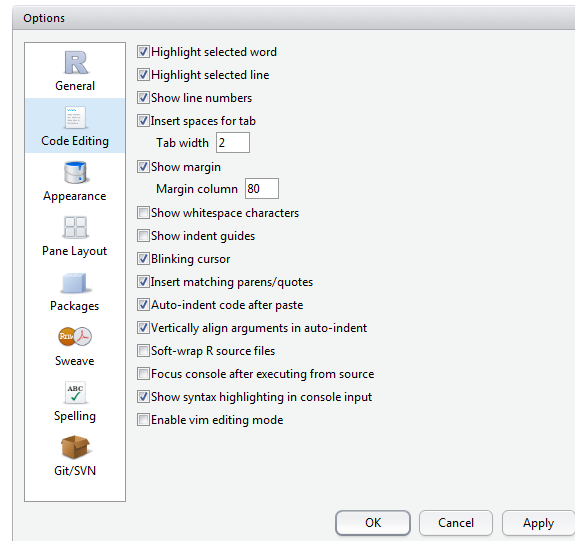 Options
General
Code Editing
Appearance
Pane Layout
Packages
Sweave
Spelling
Git/SVN
Highlight selected word
Highlight selected line
Show line numbers
Insert spaces for tab
Tab width 2
Show margin
Margin column 80
Show whitespace characters
Show indent guides
Blinking cursor
Insert matching parens/quotes
Auto-indent code after paste
Vertically align arguments in auto-indent
Soft-wrap R source files
Focus console after executing from source
Show syntax highlighting in console input
Enable vim editing mode
R
ABC
OK Cancel Apply